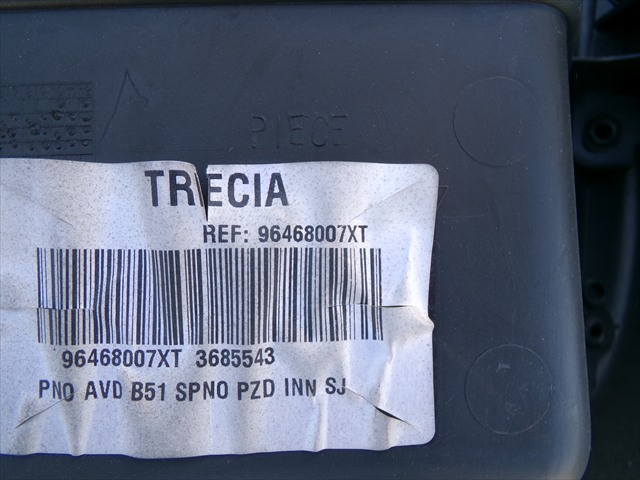 PIECE
TRECIA
REF: 96468007XT
96468007XT 3685543
PNO AVD B51 SPNO PZD INN SJ